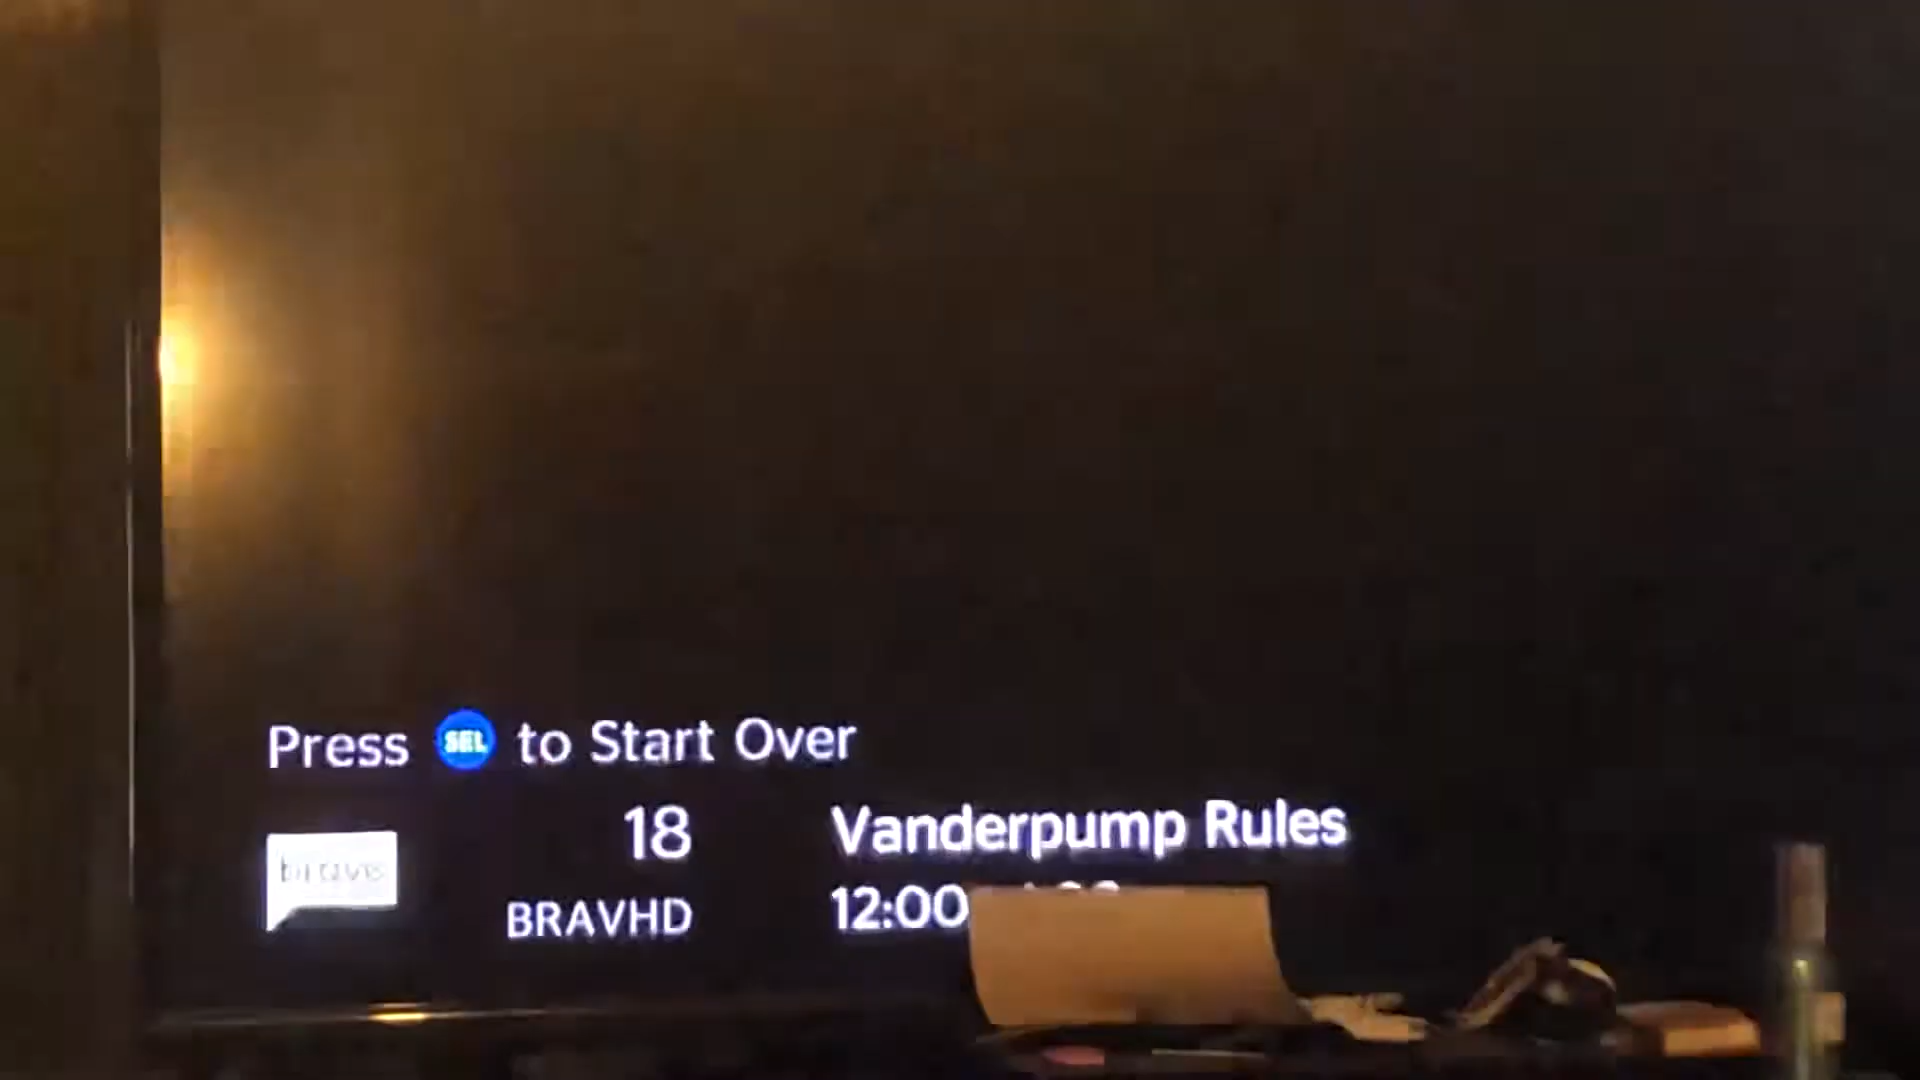 Press SEL to Start Over
18
Vanderpump Rules
bravo
BRAVHD
12:00